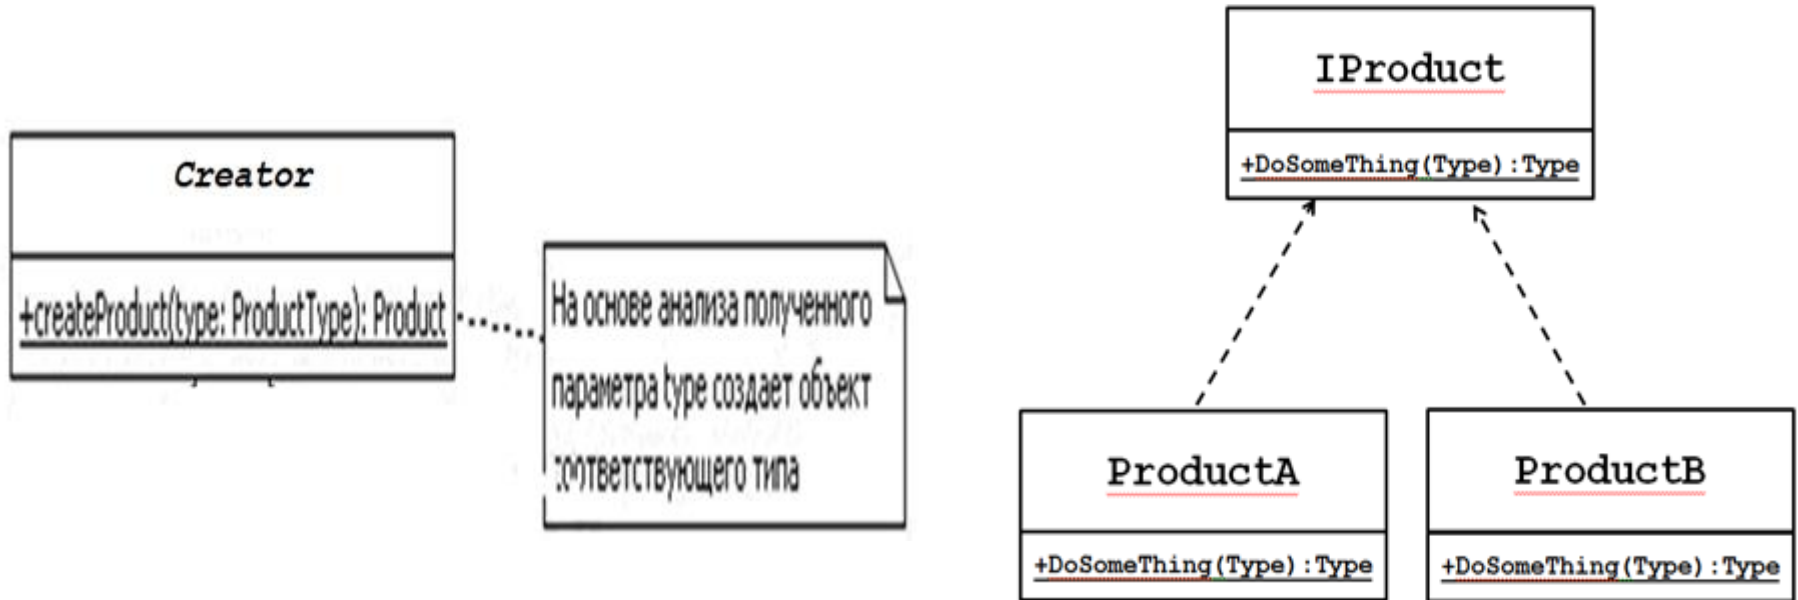 Creator
+createProduct(type: ProductType): Product
На основе анализа полученного
параметра type создает объект
соответствующего типа
IProduct
+DoSomeThing(Type):Type
ProductA
+DoSomeThing(Type):Type
ProductB
+DoSomeThing(Type):Type